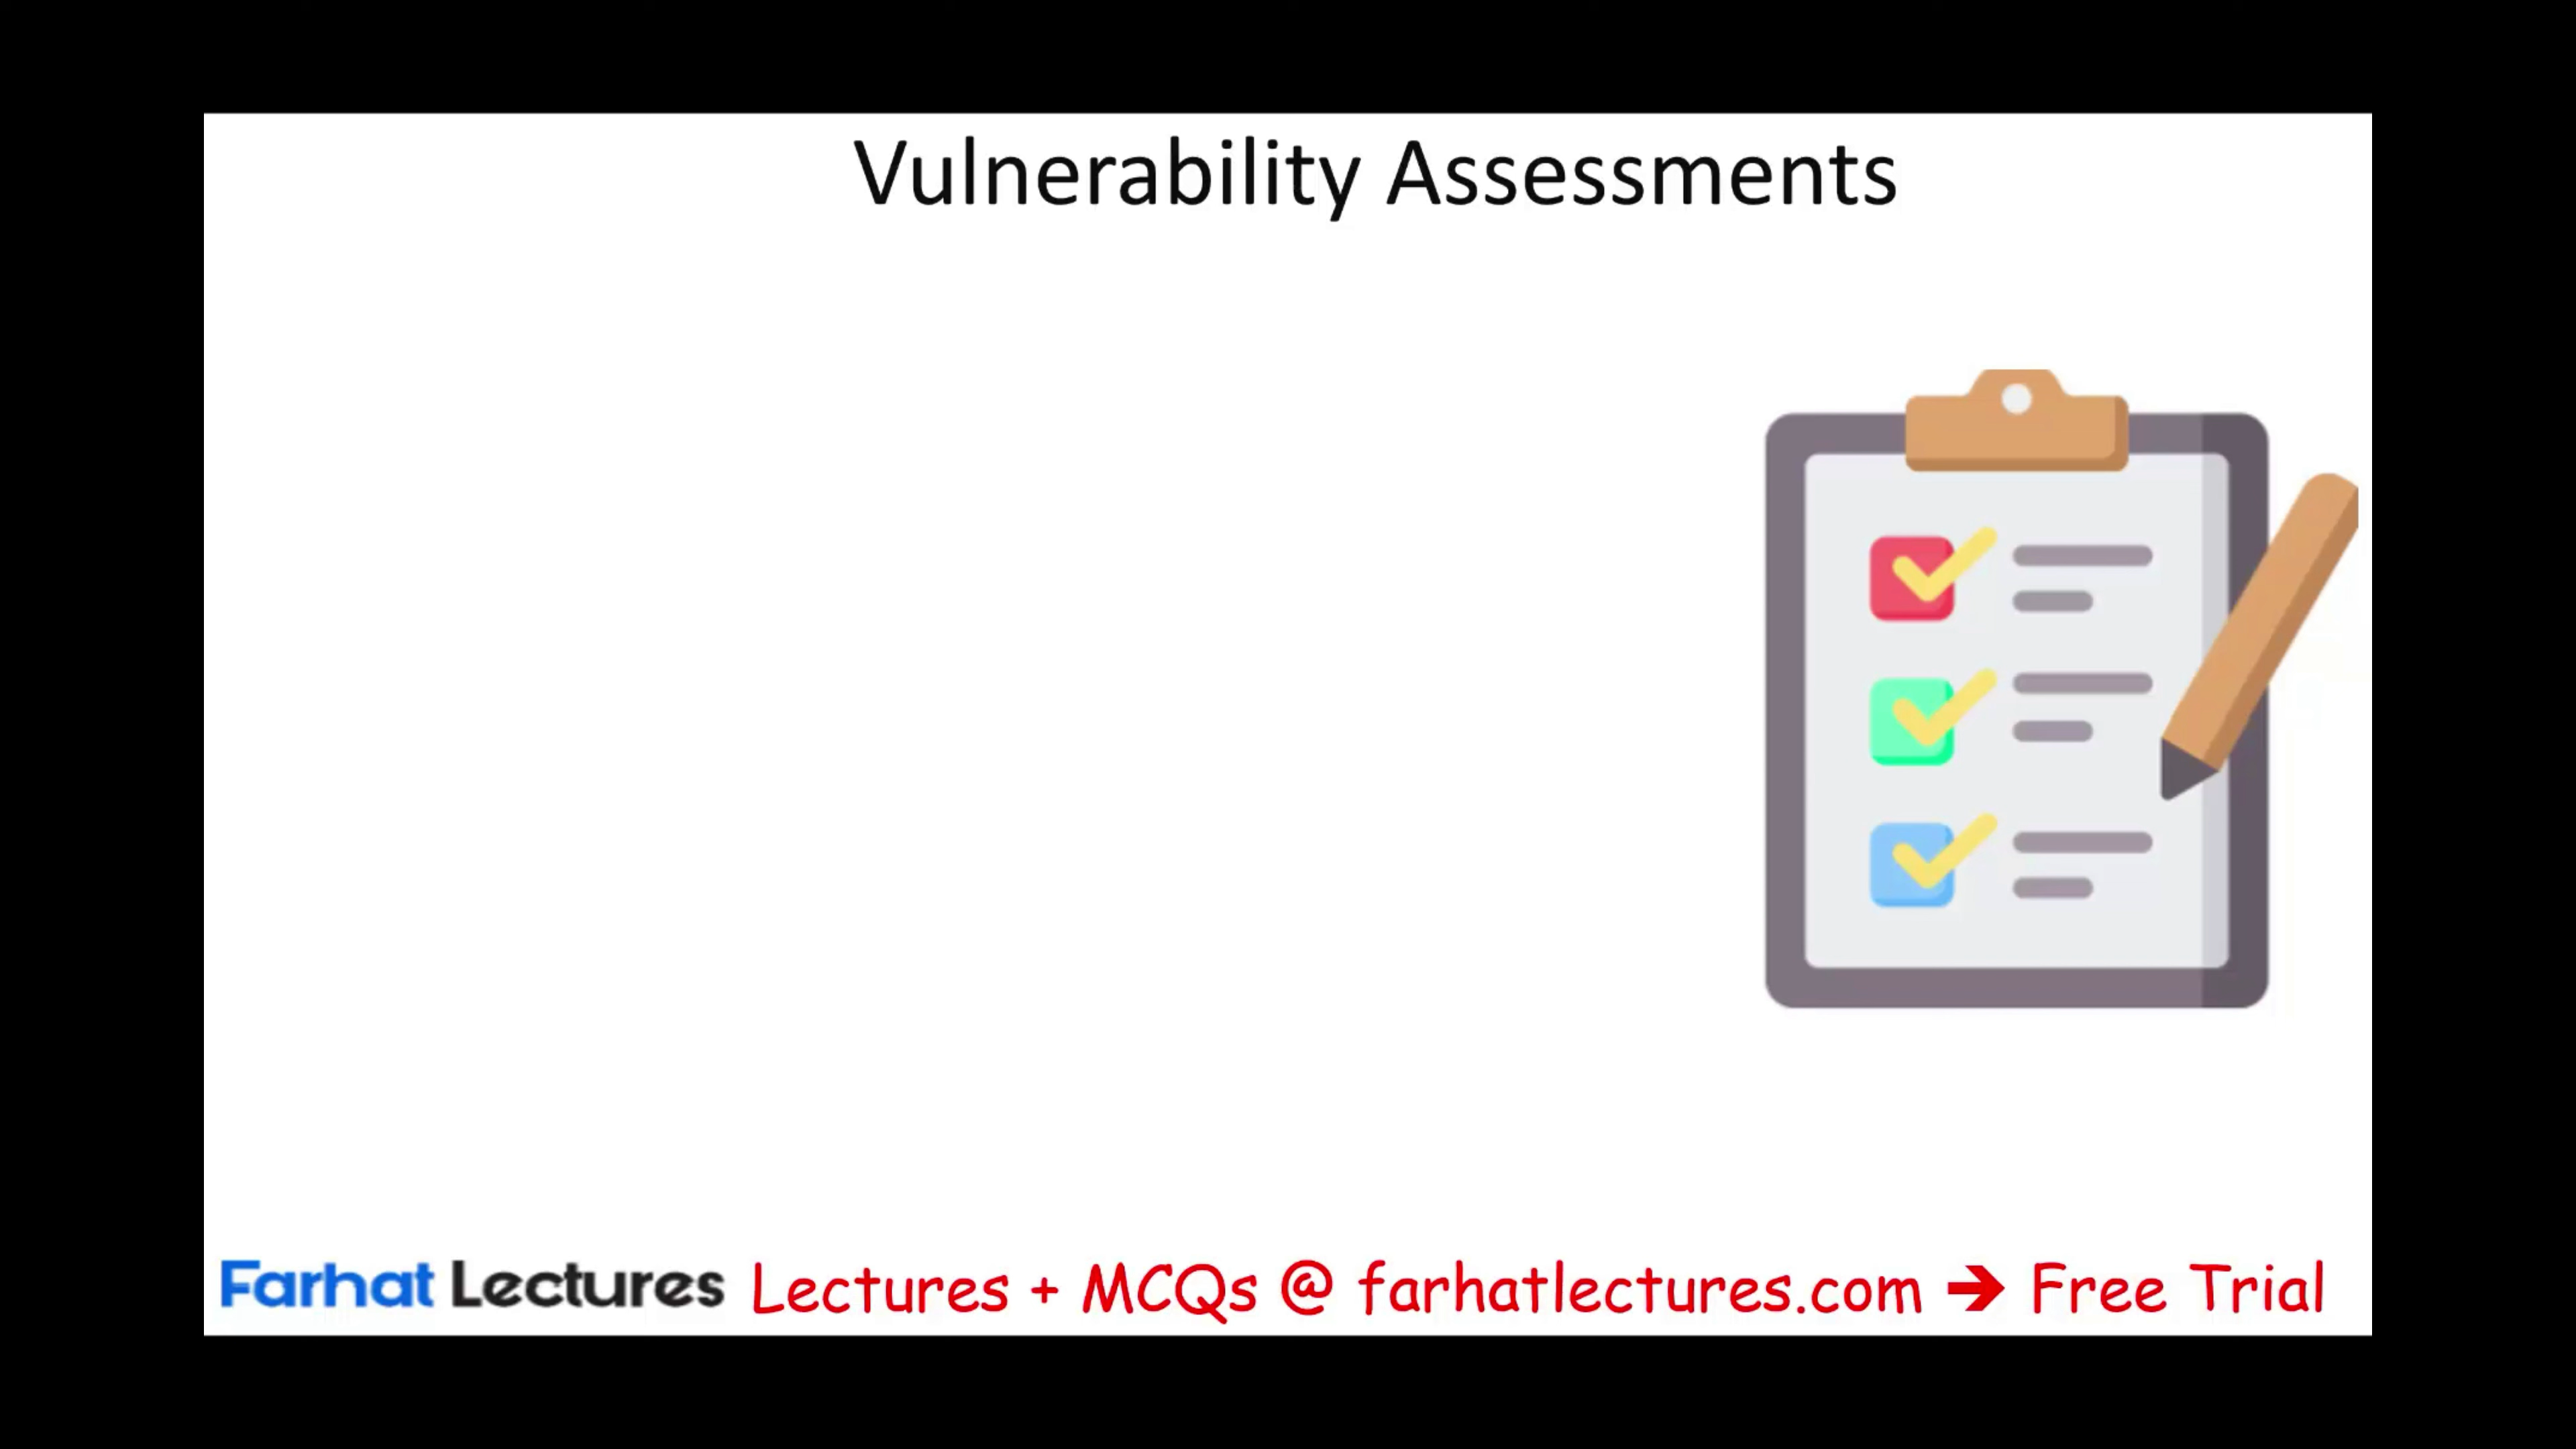 Vulnerability Assessments
Farhat Lectures Lectures + MCQs @ farhatlectures.com ➔ Free Trial